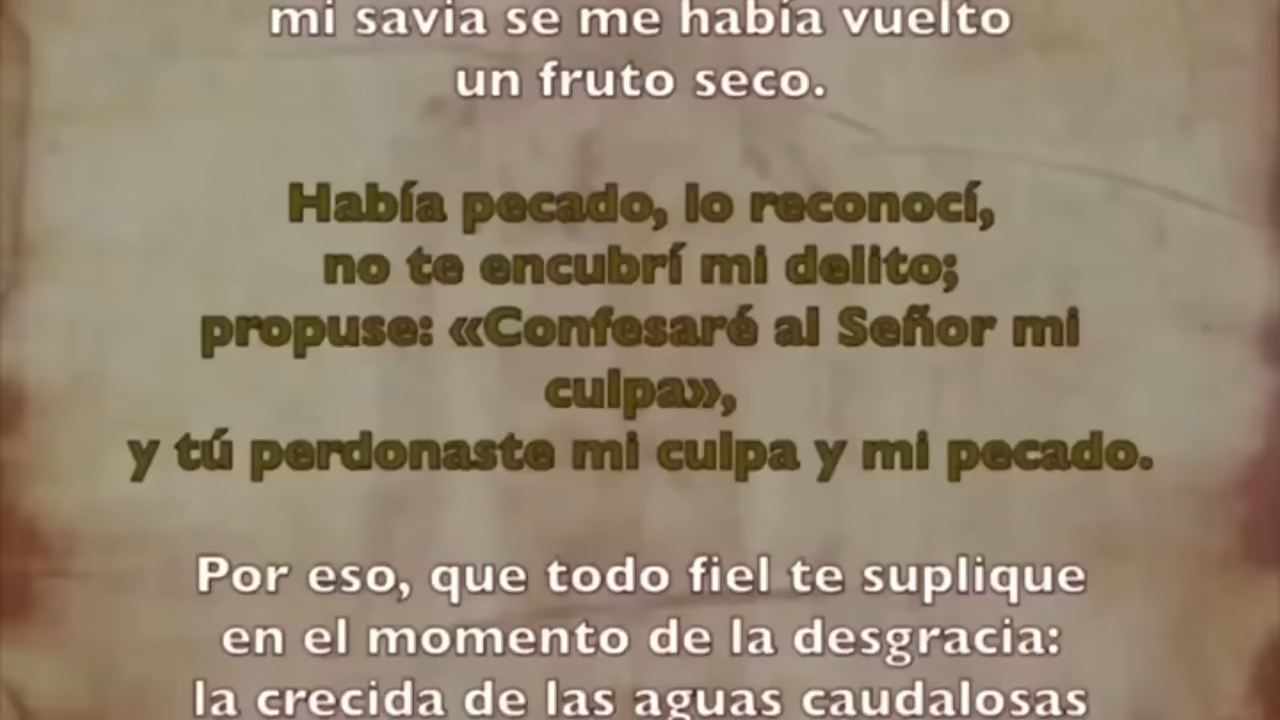 mi savia se me había vuelto
un fruto seco.
Había pecado, lo reconocí,
no te encubrí mi delito;
propuse: «Confesaré al Señor mi
culpa»,
y tú perdonaste mi culpa y mi pecado.
Por eso, que todo fiel te suplique
en el momento de la desgracia:
la crecida de las aguas caudalosas